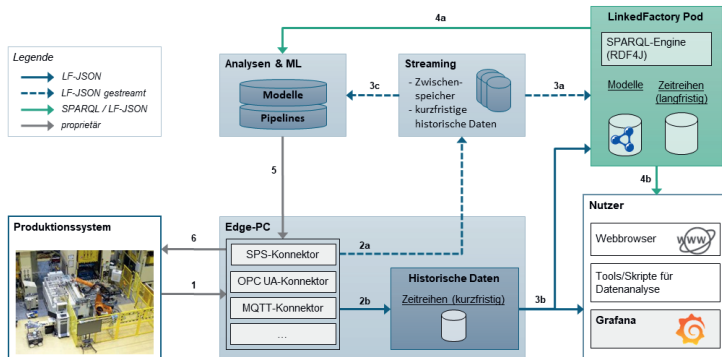 4a
LinkedFactory Pod
SPARQL-Engine
(RDF4J)
Modelle
Zeitreihen
(langfristig)
Legende
LF-JSON
LF-JSON gestreamt
SPARQL / LF-JSON
proprietär
Analysen & ML
Modelle
Pipelines
3c
Streaming
- Zwischen-
speicher
- kurzfristige
historische Daten
3a
5
4b
Produktionssystem
6
1
Edge-PC
SPS-Konnektor
OPC UA-Konnektor
MQTT-Konnektor
...
2a
2b
Historische Daten
Zeitreihen (kurzfristig)
3b
Nutzer
Webbrowser
WWW
Tools/Skripte für
Datenanalyse
Grafana